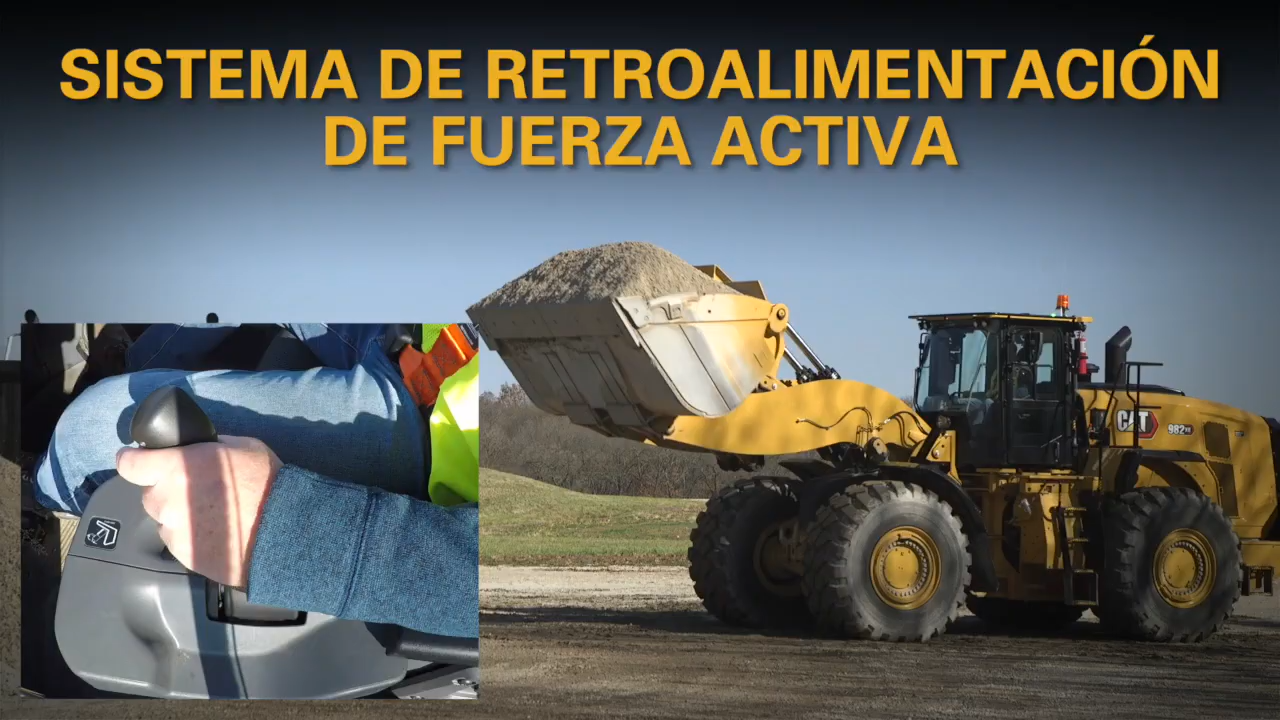 SISTEMA DE RETROALIMENTACIÓN
DE FUERZA ACTIVA
CAT
982